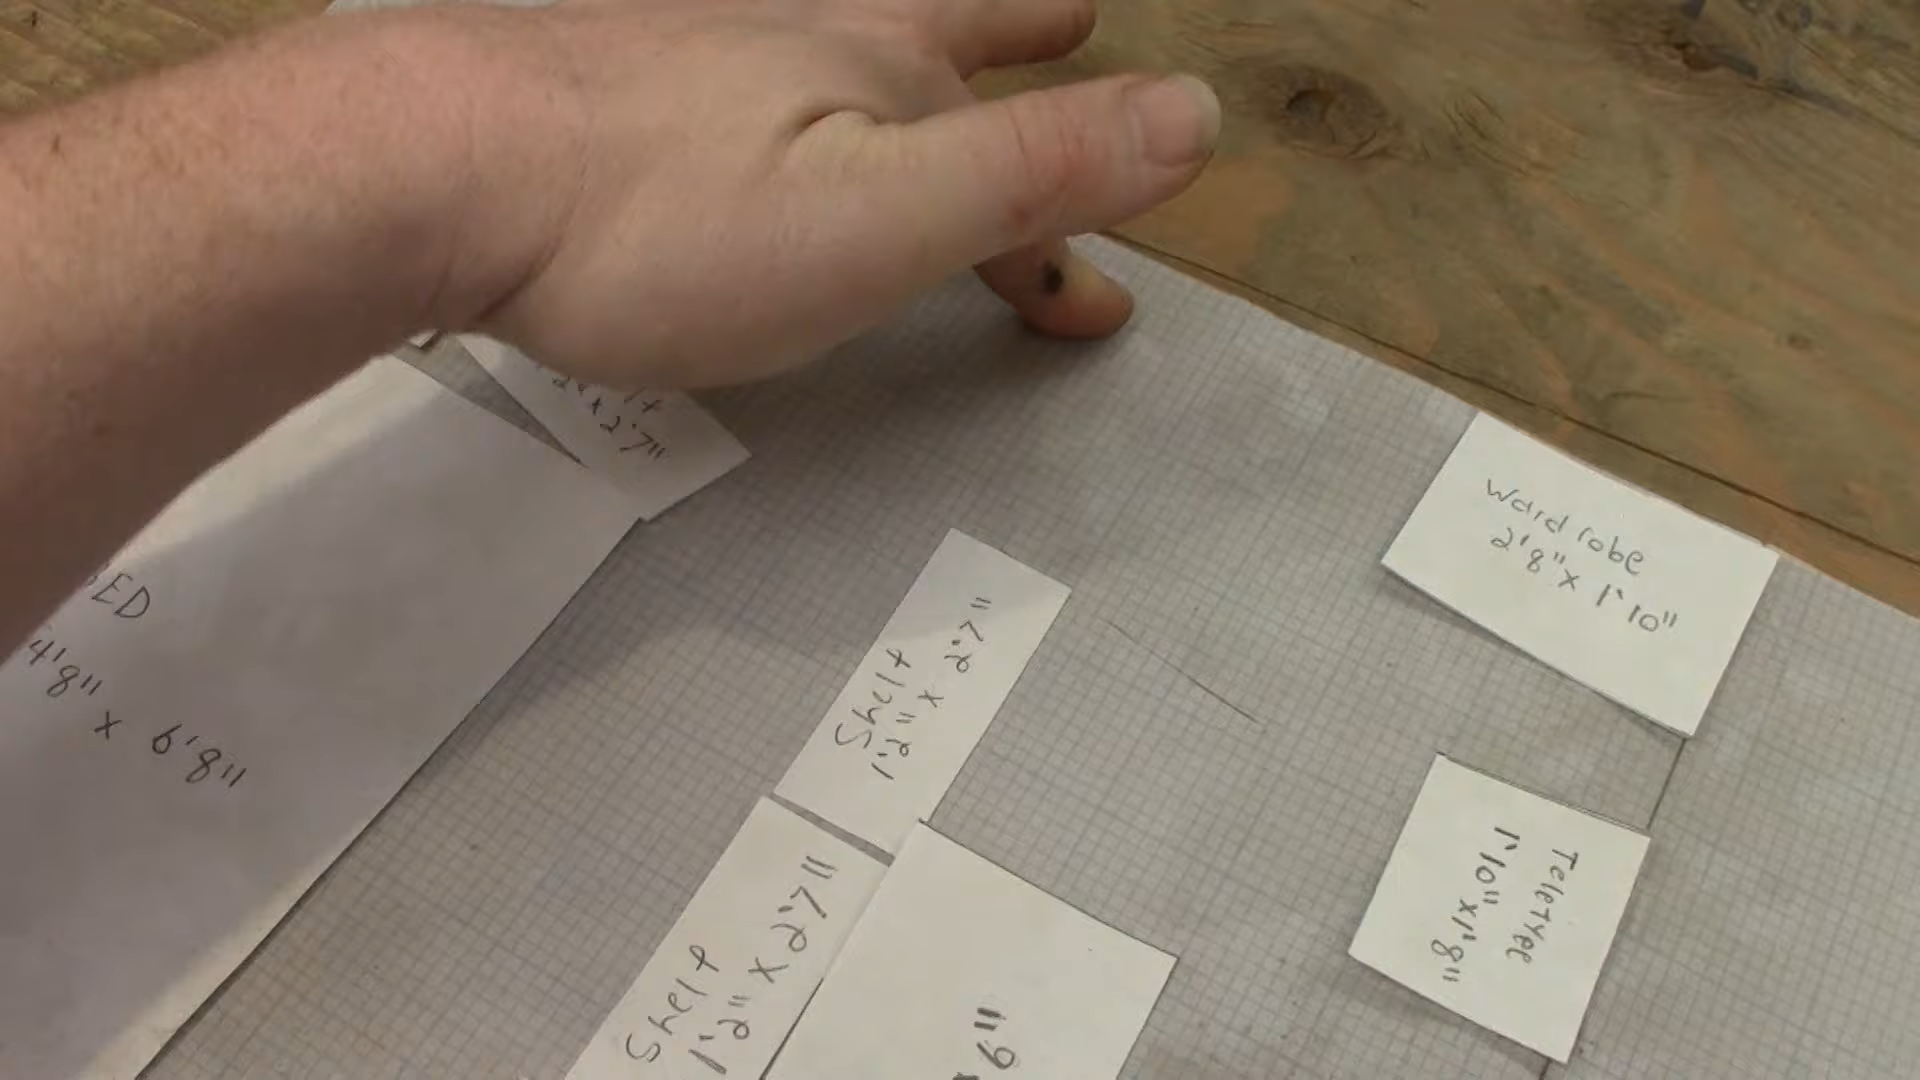 BED
4'8" x 6'8"
x 2'7"
Shelf
1'2" x 2'7"
Shelf
1'2" x 2'7"
Wardrobe
2'8" x 1'10"
Teletype
1'10" x 1'8"